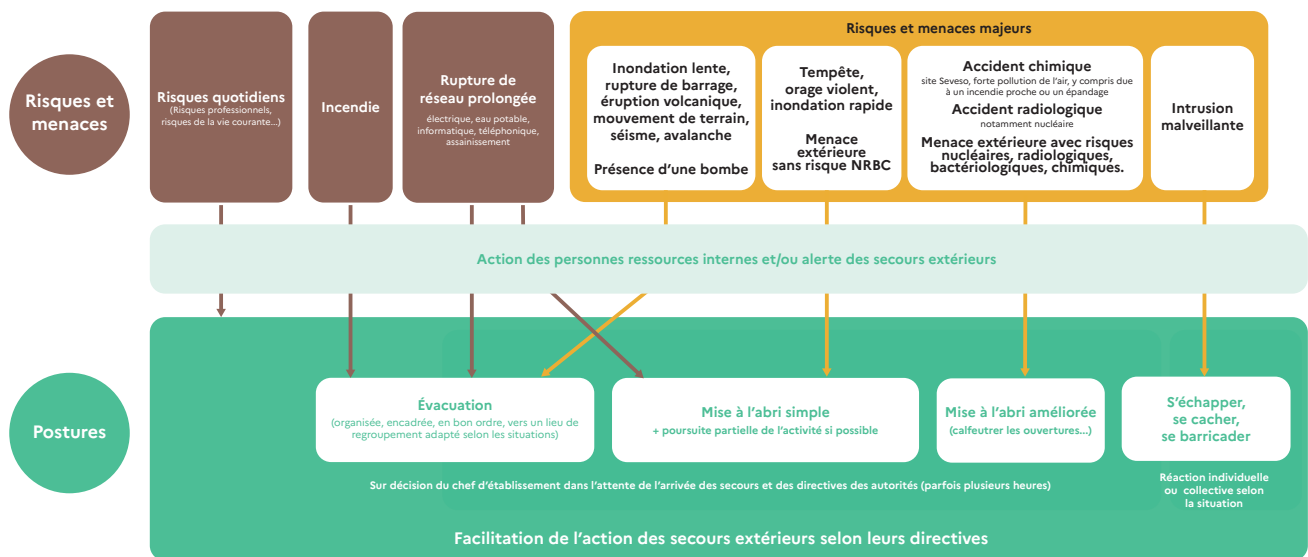 Risques et
menaces
Risques quotidiens
(Risques professionnels,
risques de la vie courante...)
Incendie
Rupture de
réseau prolongée
électrique, eau potable,
informatique, téléphonique,
assainissement
Risques et menaces majeurs
Inondation lente,
rupture de barrage,
éruption volcanique,
mouvement de terrain,
séisme, avalanche
Présence d'une bombe
Tempête,
orage violent,
inondation rapide
Menace
extérieure
sans risque NRBC
Accident chimique
site Seveso, forte pollution de l'air, y compris due
à un incendie proche ou un épandage
Accident radiologique
notamment nucléaire
Menace extérieure avec risques
nucléaires, radiologiques,
bactériologiques, chimiques.
Intrusion
malveillante
Action des personnes ressources internes et/ou alerte des secours extérieurs
Postures
Évacuation
(organisée, encadrée, en bon ordre, vers un lieu de
regroupement adapté selon les situations)
Mise à l'abri simple
+ poursuite partielle de l'activité si possible
Mise à l'abri améliorée
(calfeutrer les ouvertures...)
S'échapper,
se cacher,
se barricader
Sur décision du chef d'établissement dans l'attente de l'arrivée des secours et des directives des autorités (parfois plusieurs heures)
Réaction individuelle
ou collective selon
la situation
Facilitation de l'action des secours extérieurs selon leurs directives